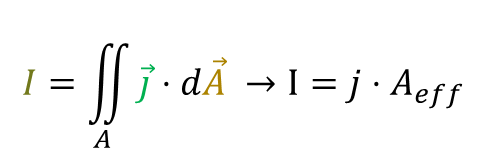 I = ∬_A j⃗ · dA⃗ → I = j · A_eff